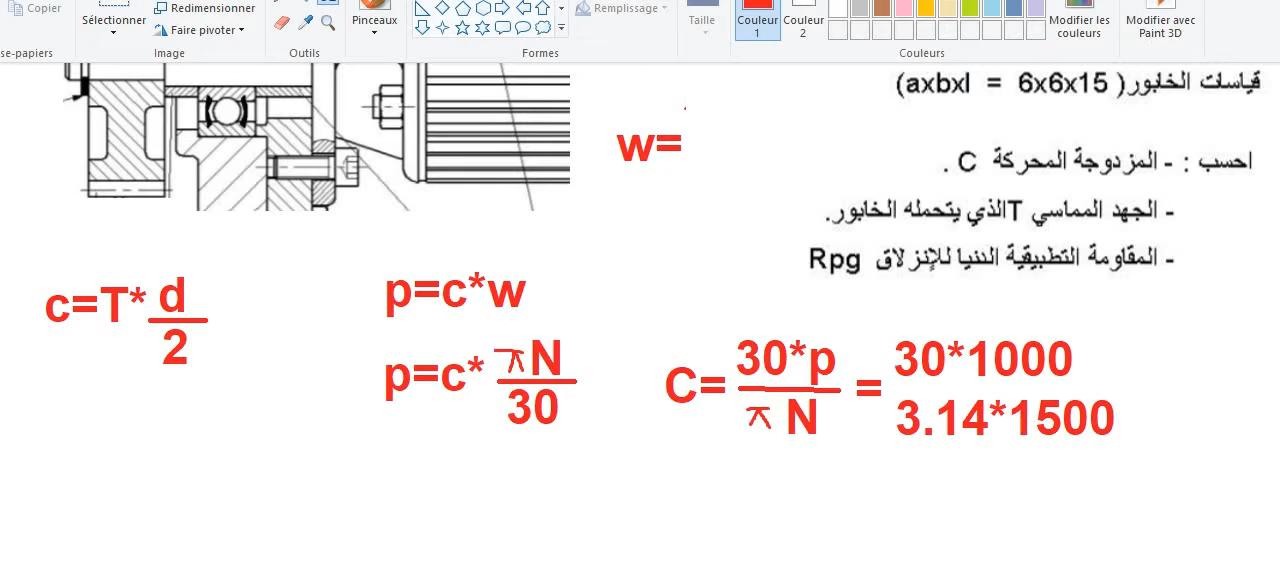 Copier
Sélectionner
Redimensionner
Faire pivoter
Pinceaux
Remplissage
Taille
Couleur 1
Couleur 2
Modifier les couleurs
Modifier avec Paint 3D
se-papiers
Image
Outils
Formes
Couleurs
قياسات الخابور( axbxl = 6x6x15)
w=
احسب : - المزدوجة المحركة C .
- الجهد المماسي T الذي يتحمله الخابور.
- المقاومة التطبيقية الدنيا للإنزلاق Rpg
c=T* d
2
p=c*w
p=c* πN
30
C= 30*p = 30*1000
π N 3.14*1500